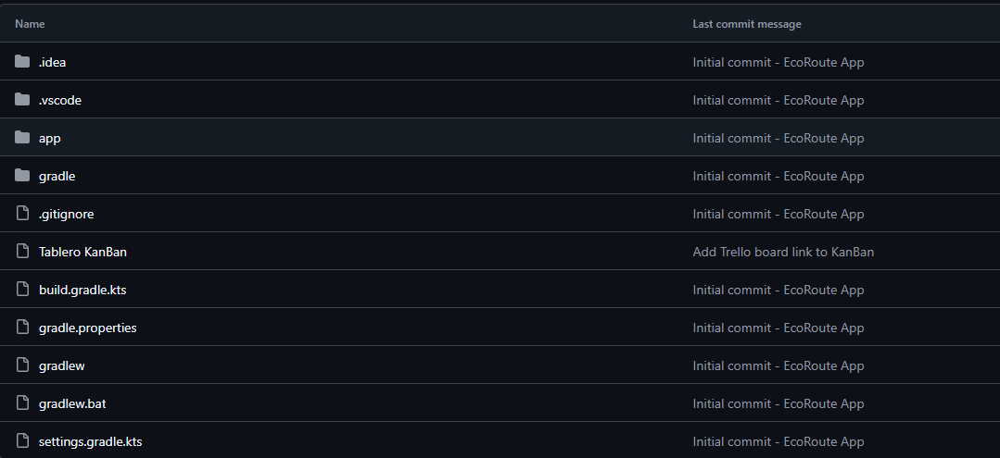 Name Last commit message
.idea Initial commit - EcoRoute App
.vscode Initial commit - EcoRoute App
app Initial commit - EcoRoute App
gradle Initial commit - EcoRoute App
.gitignore Initial commit - EcoRoute App
Tablero KanBan Add Trello board link to KanBan
build.gradle.kts Initial commit - EcoRoute App
gradle.properties Initial commit - EcoRoute App
gradlew Initial commit - EcoRoute App
gradlew.bat Initial commit - EcoRoute App
settings.gradle.kts Initial commit - EcoRoute App